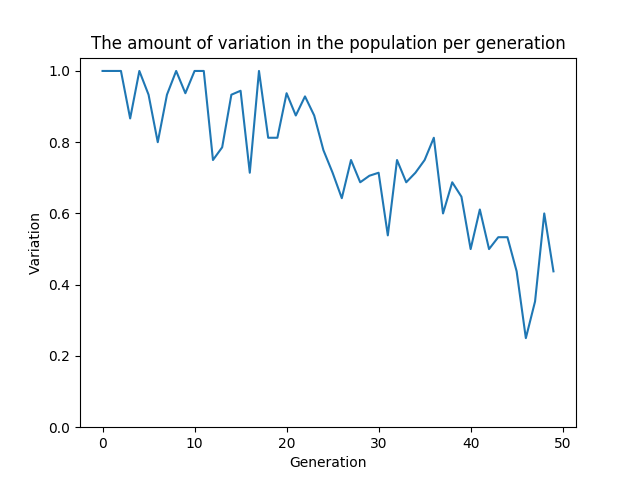 The amount of variation in the population per generation
1.0
0.8
0.6
0.4
0.2
0.0
Variation
0 10 20 30 40 50
Generation